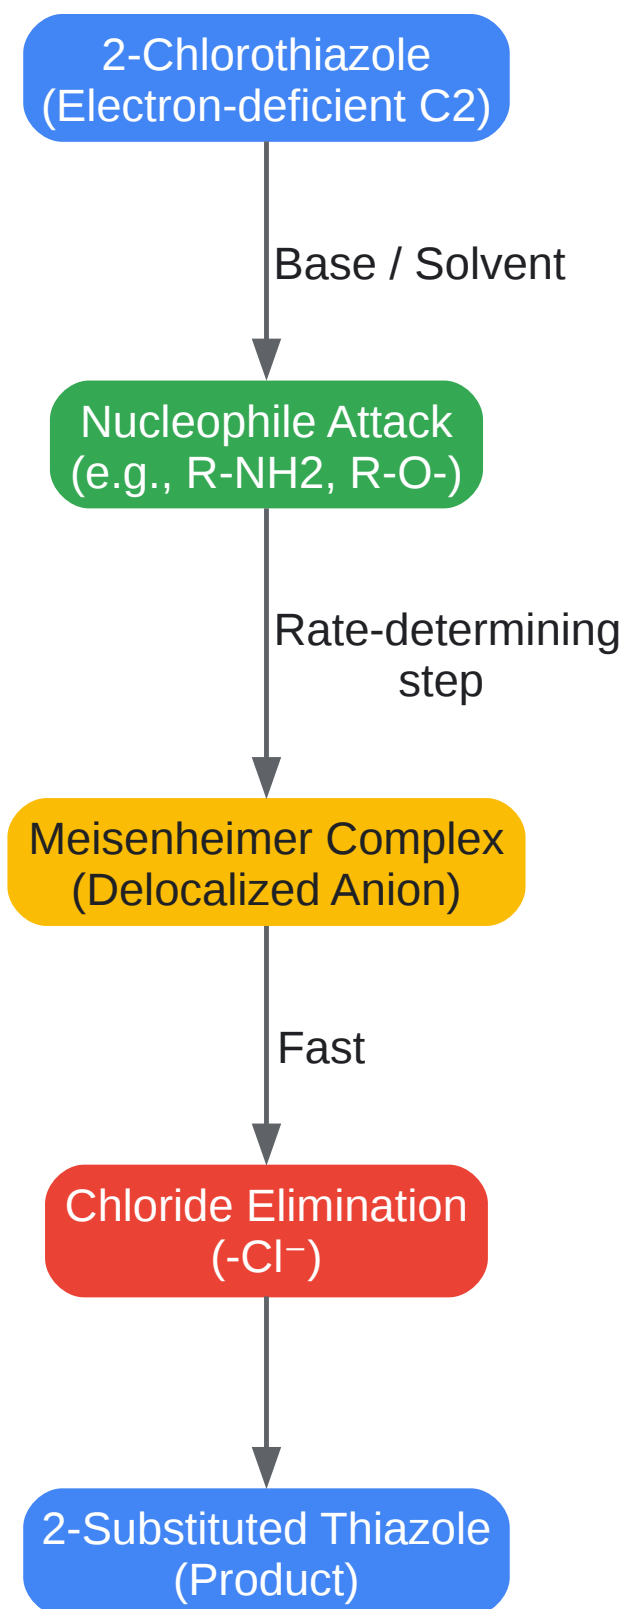 2-Chlorothiazole
(Electron-deficient C2)
Base / Solvent
Nucleophile Attack
(e.g., R-NH2, R-O-)
Rate-determining
step
Meisenheimer Complex
(Delocalized Anion)
Fast
Chloride Elimination
(-Cl⁻)
2-Substituted Thiazole
(Product)